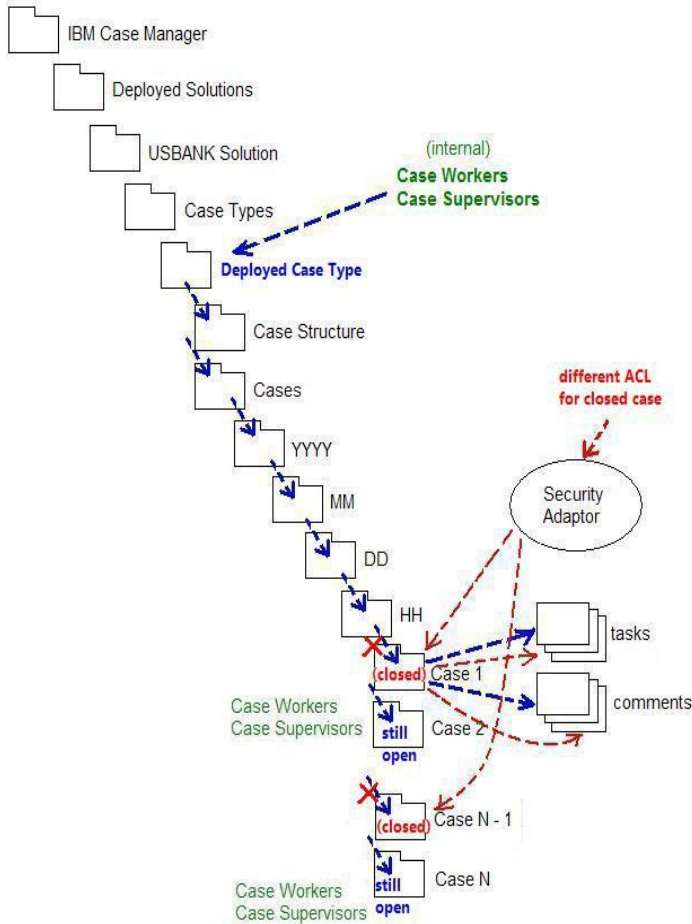 IBM Case Manager
Deployed Solutions
USBANK Solution
(internal)
Case Workers
Case Supervisors
Case Types
Deployed Case Type
Case Structure
different ACL
for closed case
Cases
YYYY
MM
Security
Adaptor
DD
HH
tasks
(closed) Case 1
comments
Case Workers
Case Supervisors
still
open
Case 2
(closed) Case N - 1
still
open
Case N
Case Workers
Case Supervisors